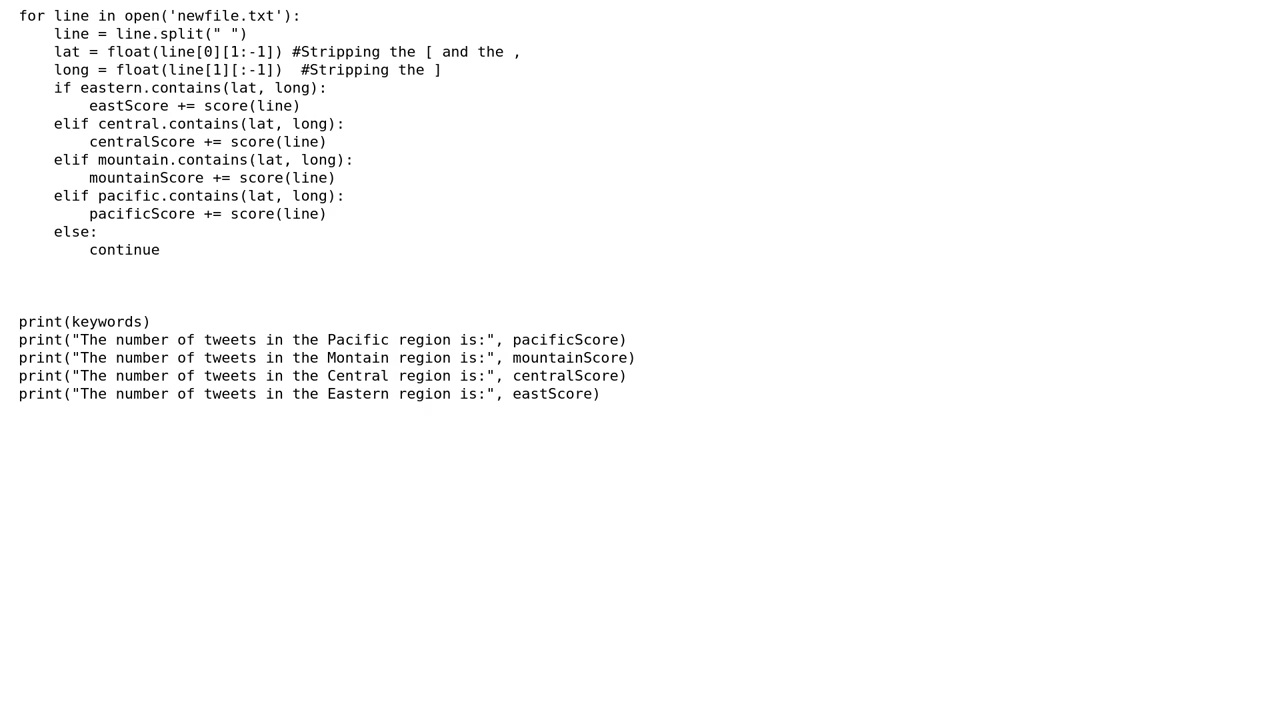 for line in open('newfile.txt'):
    line = line.split(" ")
    lat = float(line[0][1:-1]) #Stripping the [ and the ,
    long = float(line[1][:-1])  #Stripping the ]
    if eastern.contains(lat, long):
        eastScore += score(line)
    elif central.contains(lat, long):
        centralScore += score(line)
    elif mountain.contains(lat, long):
        mountainScore += score(line)
    elif pacific.contains(lat, long):
        pacificScore += score(line)
    else:
        continue
print(keywords)
print("The number of tweets in the Pacific region is:", pacificScore)
print("The number of tweets in the Montain region is:", mountainScore)
print("The number of tweets in the Central region is:", centralScore)
print("The number of tweets in the Eastern region is:", eastScore)